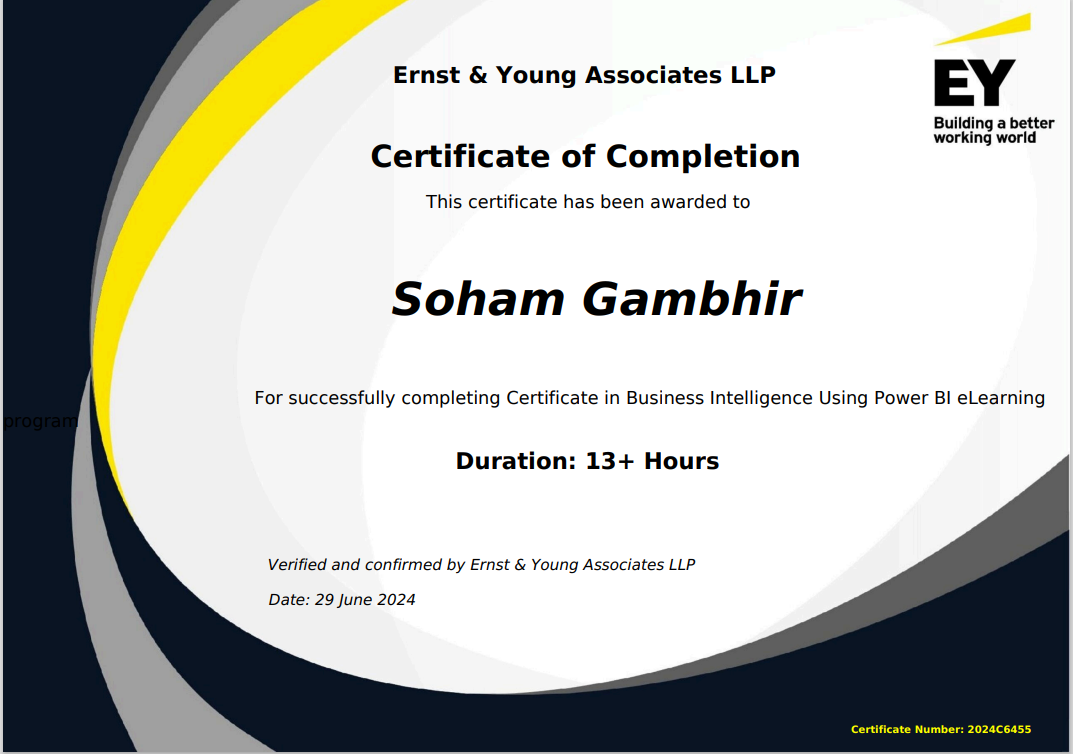 Ernst & Young Associates LLP
EY
Building a better
working world
Certificate of Completion
This certificate has been awarded to
Soham Gambhir
For successfully completing Certificate in Business Intelligence Using Power BI eLearning
program
Duration: 13+ Hours
Verified and confirmed by Ernst & Young Associates LLP
Date: 29 June 2024
Certificate Number: 2024C6455